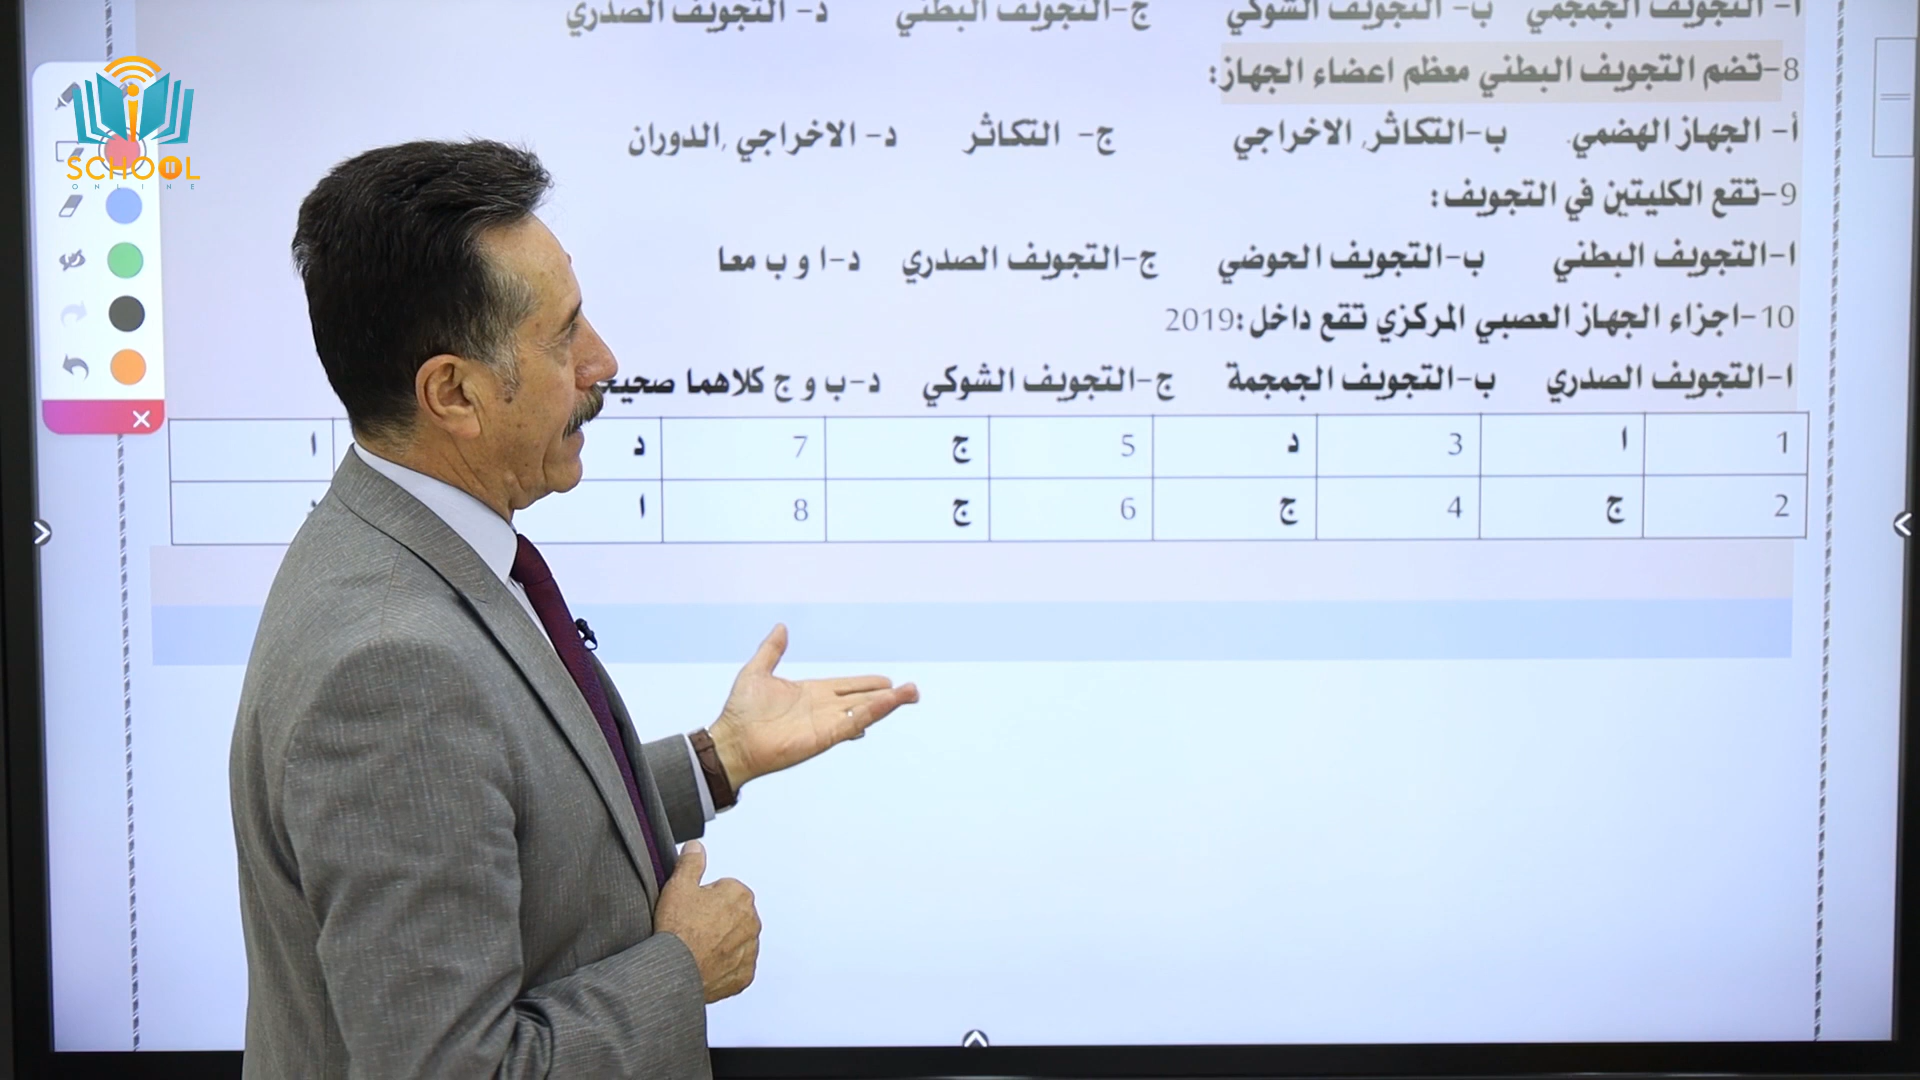 ا- التجويف الجمجمي ب- التجويف الشوكي ج-التجويف البطني د- التجويف الصدري
8-تضم التجويف البطني معظم اعضاء الجهاز:
أ- الجهاز الهضمي. ب-التكاثر, الاخراجي ج- التكاثر د- الاخراجي ,الدوران
9-تقع الكليتين في التجويف:
ا-التجويف البطني ب-التجويف الحوضي ج-التجويف الصدري د-ا و ب معا
10-اجزاء الجهاز العصبي المركزي تقع داخل:2019
ا-التجويف الصدري ب-التجويف الجمجمة ج-التجويف الشوكي د-ب و ج كلاهما
1 ا 3 د 5 ج 7 د ا
2 ج 4 ج 6 ج 8 ا
SCHOOL
ONLINE